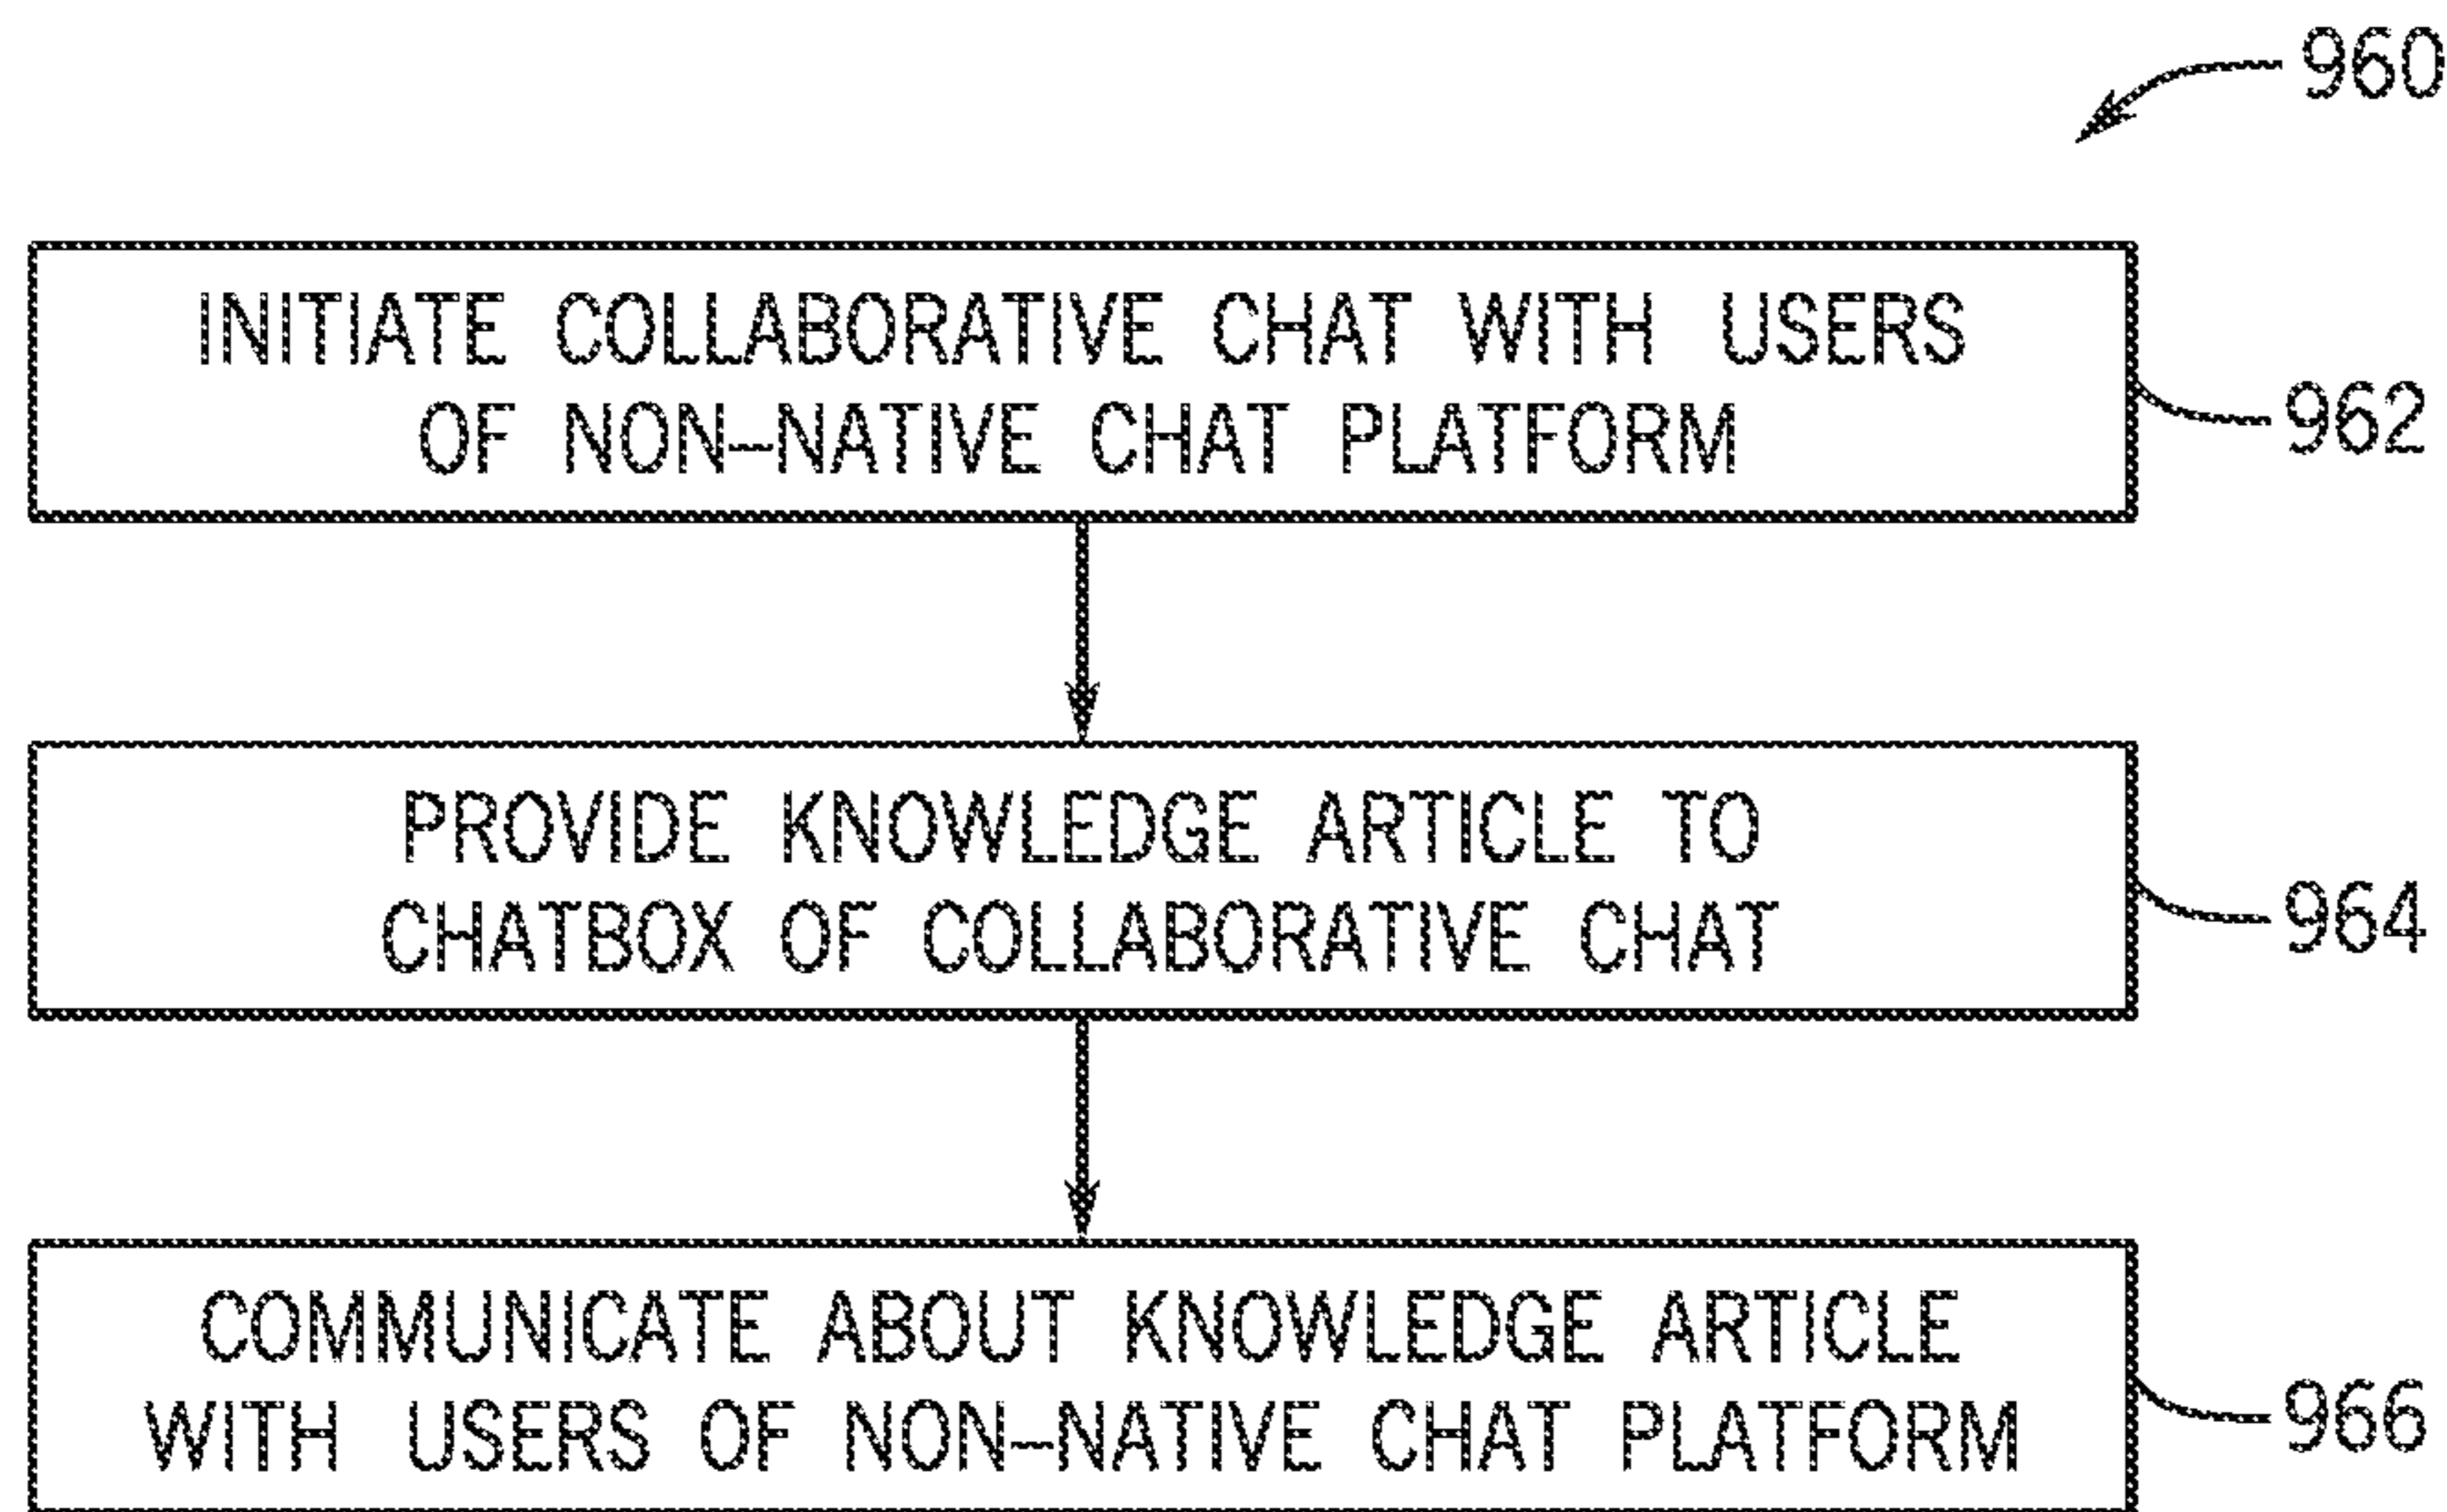 960
INITIATE COLLABORATIVE CHAT WITH USERS
OF NON-NATIVE CHAT PLATFORM
962
PROVIDE KNOWLEDGE ARTICLE TO
CHATBOX OF COLLABORATIVE CHAT
964
COMMUNICATE ABOUT KNOWLEDGE ARTICLE
WITH USERS OF NON-NATIVE CHAT PLATFORM
966